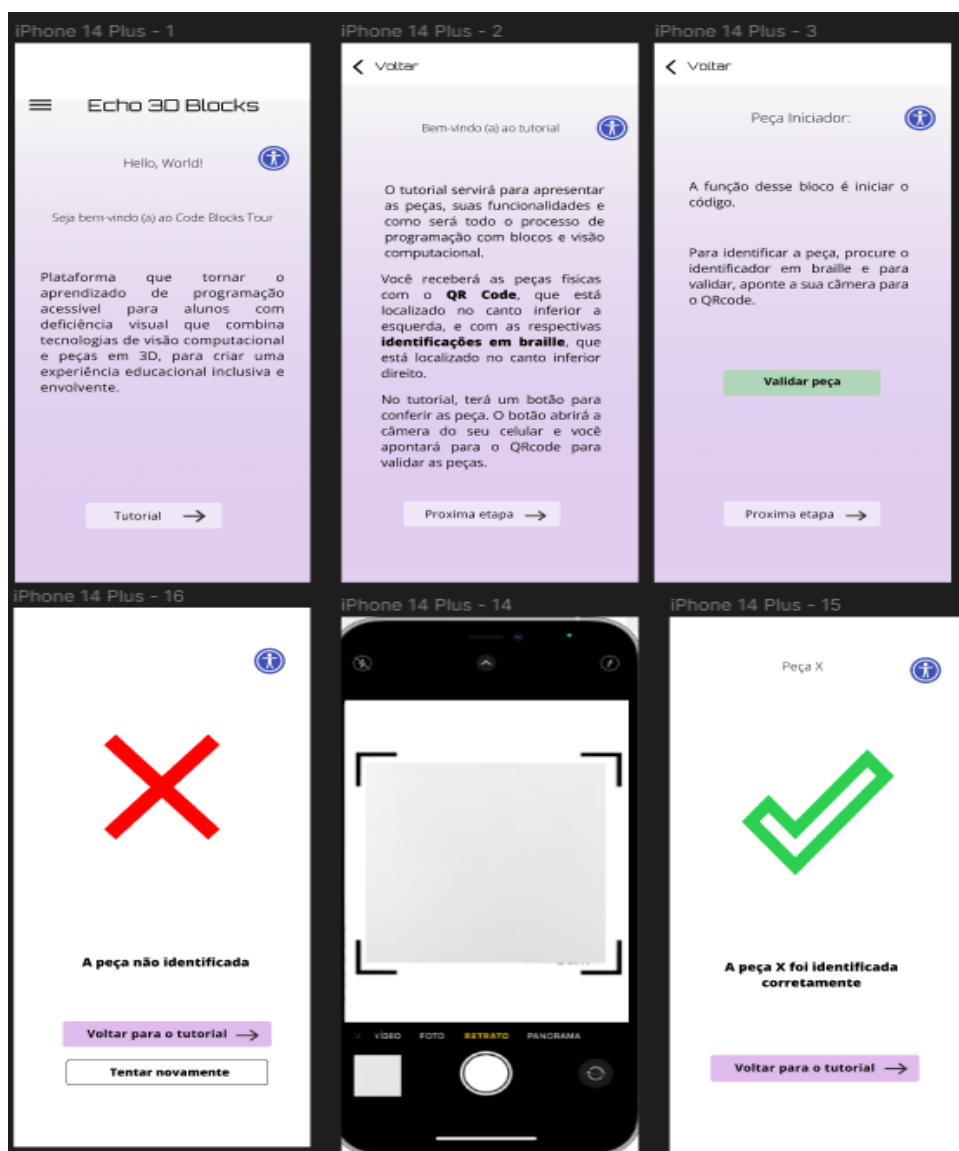 iPhone 14 Plus - 1
Echo 3D Blocks
Hello, World!
Seja bem-vindo (a) ao Code Blocks Tour
Plataforma que tornar o
aprendizado de programação
acessível para alunos com
deficiência visual que combina
tecnologias de visão computacional
e peças em 3D, para criar uma
experiência educacional inclusiva e
envolvente.
Tutorial
iPhone 14 Plus - 2
Voltar
Bem-vindo (a) ao tutorial
O tutorial servirá para apresentar
as peças, suas funcionalidades e
como será todo o processo de
programação com blocos e visão
computacional.
Você receberá as peças físicas
com o QR Code, que está
localizado no canto inferior a
esquerda, e com as respectivas
identificações em braille, que
está localizado no canto inferior
direito.
No tutorial, terá um botão para
conferir as peça. O botão abrirá a
câmera do seu celular e você
apontará para o QRcode para
validar as peças.
Proxima etapa
iPhone 14 Plus - 3
Voltar
Peça Iniciador:
A função desse bloco é iniciar o
código.
Para identificar a peça, procure o
identificador em braille e para
validar, aponte a sua câmera para
o QRcode.
Validar peça
Proxima etapa
iPhone 14 Plus - 16
A peça não identificada
Voltar para o tutorial
Tentar novamente
iPhone 14 Plus - 14
VÍDEO FOTO RETRATO PANORAMA
iPhone 14 Plus - 15
Peça X
A peça X foi identificada
corretamente
Voltar para o tutorial